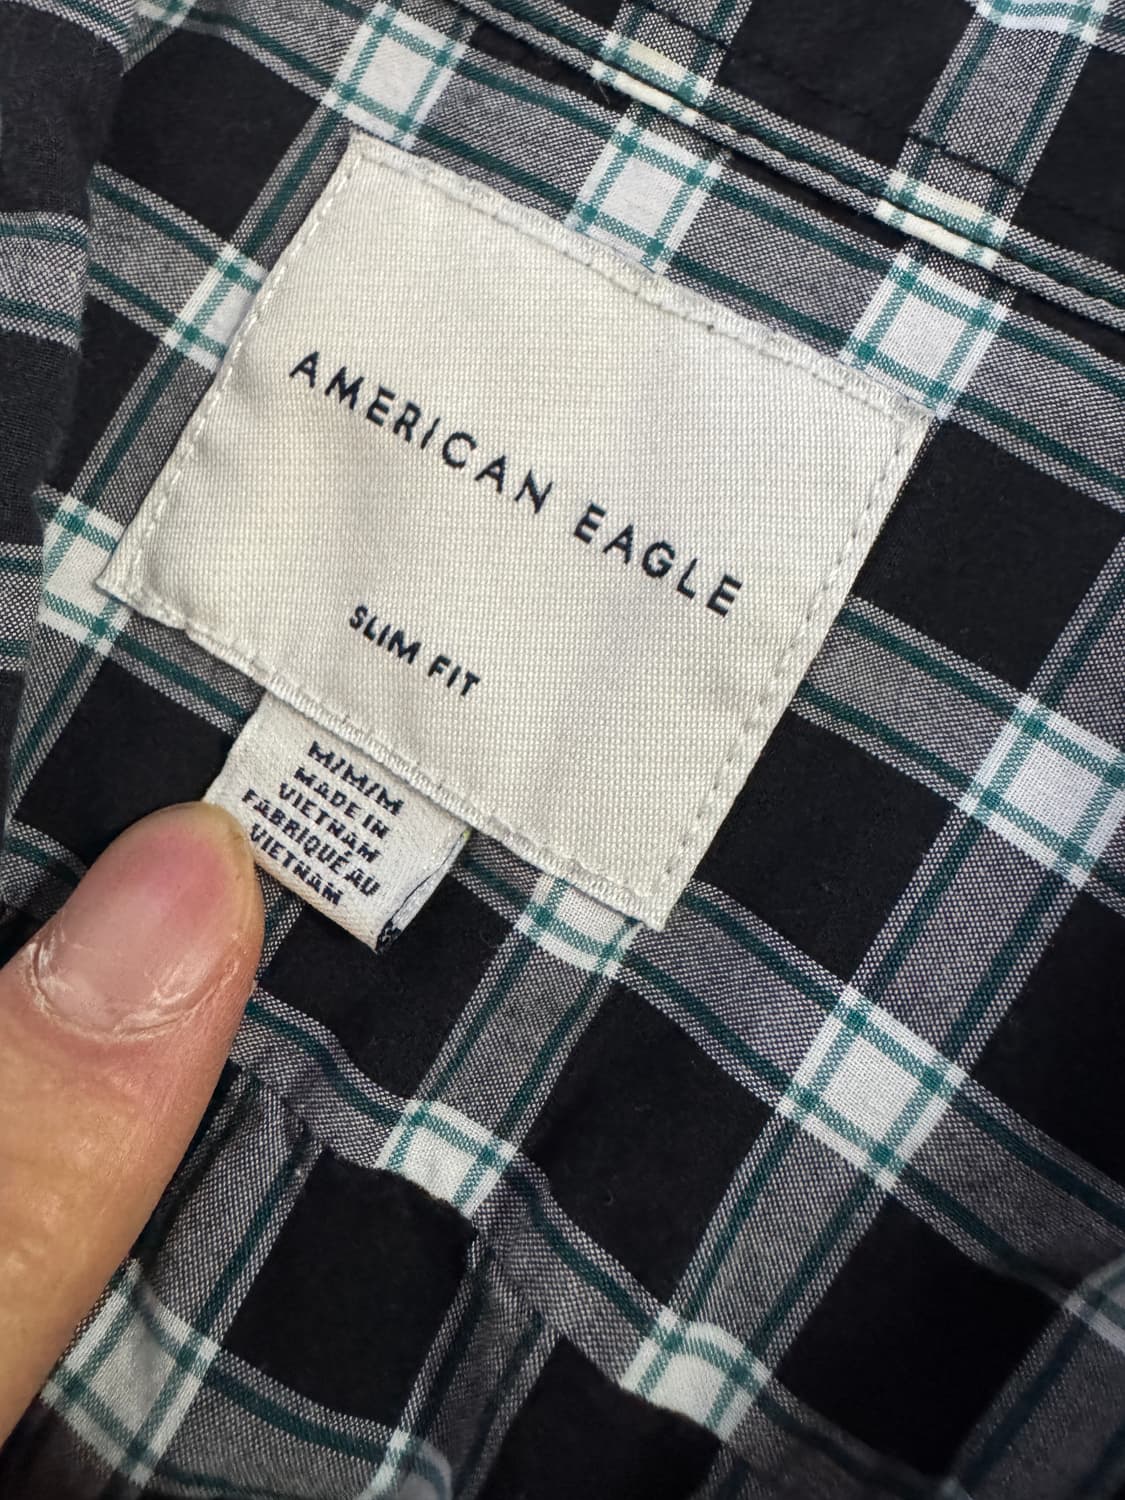 AMERICAN EAGLE
SLIM FIT
M/M/M
MADE IN
VIETNAM
FABRIQUÉ AU
VIETNAM